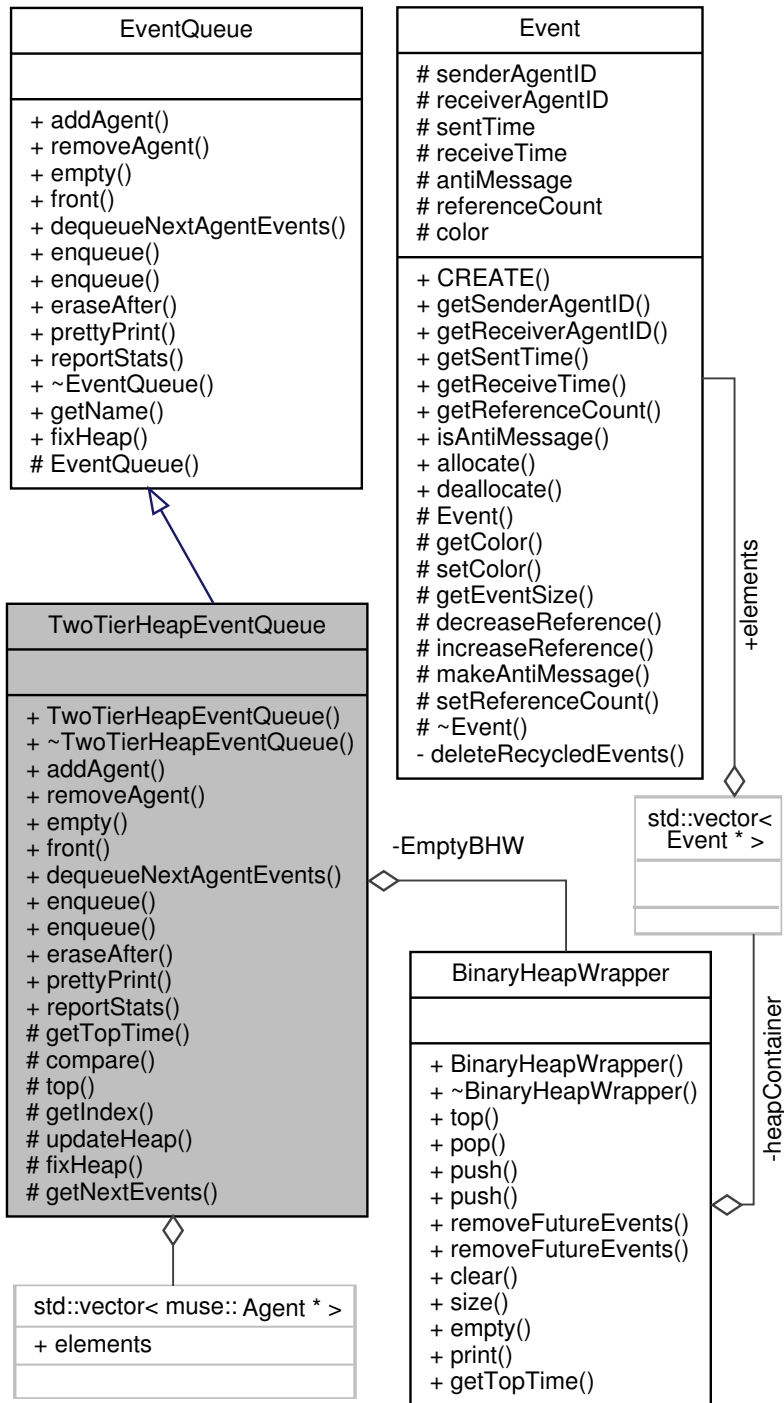 EventQueue
+ addAgent()
+ removeAgent()
+ empty()
+ front()
+ dequeueNextAgentEvents()
+ enqueue()
+ enqueue()
+ eraseAfter()
+ prettyPrint()
+ reportStats()
+ ~EventQueue()
+ getName()
+ fixHeap()
# EventQueue()
Event
# senderAgentID
# receiverAgentID
# sentTime
# receiveTime
# antiMessage
# referenceCount
# color
+ CREATE()
+ getSenderAgentID()
+ getReceiverAgentID()
+ getSentTime()
+ getReceiveTime()
+ getReferenceCount()
+ isAntiMessage()
+ allocate()
+ deallocate()
# Event()
# getColor()
# setColor()
# getEventSize()
# decreaseReference()
# increaseReference()
# makeAntiMessage()
# setReferenceCount()
# ~Event()
- deleteRecycledEvents()
+elements
TwoTierHeapEventQueue
+ TwoTierHeapEventQueue()
+ ~TwoTierHeapEventQueue()
+ addAgent()
+ removeAgent()
+ empty()
+ front()
+ dequeueNextAgentEvents()
+ enqueue()
+ enqueue()
+ eraseAfter()
+ prettyPrint()
+ reportStats()
# getTopTime()
# compare()
# top()
# getIndex()
# updateHeap()
# fixHeap()
# getNextEvents()
-EmptyBHW
std::vector<
Event * >
-heapContainer
BinaryHeapWrapper
+ BinaryHeapWrapper()
+ ~BinaryHeapWrapper()
+ top()
+ pop()
+ push()
+ push()
+ removeFutureEvents()
+ removeFutureEvents()
+ clear()
+ size()
+ empty()
+ print()
+ getTopTime()
std::vector< muse:: Agent * >
+ elements